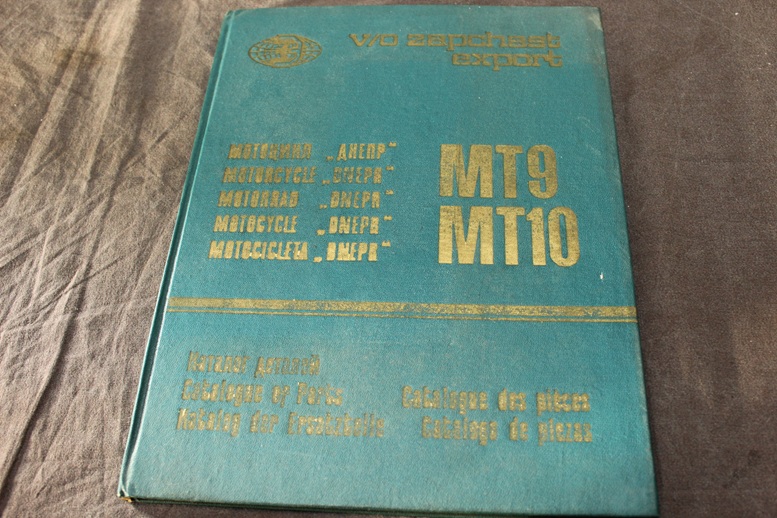 v/o zapchast
export
МОТОЦИКЛ „ДНЕПР“
MOTORCYCLE „DNEPR“
MOTORRAD „DNEPR“
MOTOCYCLE „DNEPR“
MOTOCICLETA „DNEPR“
MT9
MT10
Каталог деталей
Catalogue of Parts
Katalog der Ersatzteile
Catalogue des pièces
Catalogo de piezas